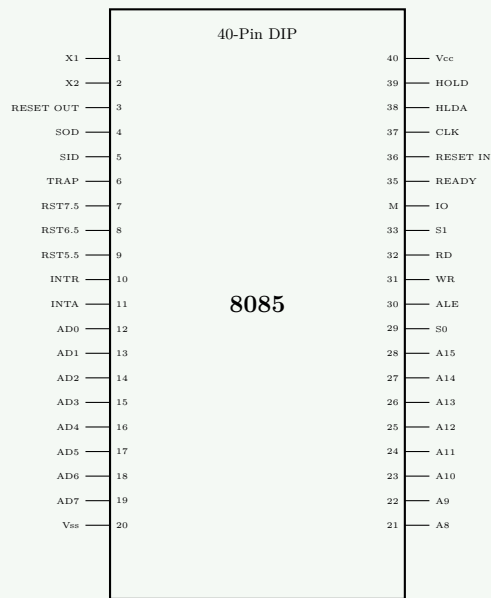 40-Pin DIP
X1 1 40 Vcc
X2 2 39 HOLD
RESET OUT 3 38 HLDA
SOD 4 37 CLK
SID 5 36 RESET IN
TRAP 6 35 READY
RST7.5 7 M IO
RST6.5 8 33 S1
RST5.5 9 32 RD
INTR 10 31 WR
INTA 11 8085 30 ALE
AD0 12 29 S0
AD1 13 28 A15
AD2 14 27 A14
AD3 15 26 A13
AD4 16 25 A12
AD5 17 24 A11
AD6 18 23 A10
AD7 19 22 A9
Vss 20 21 A8